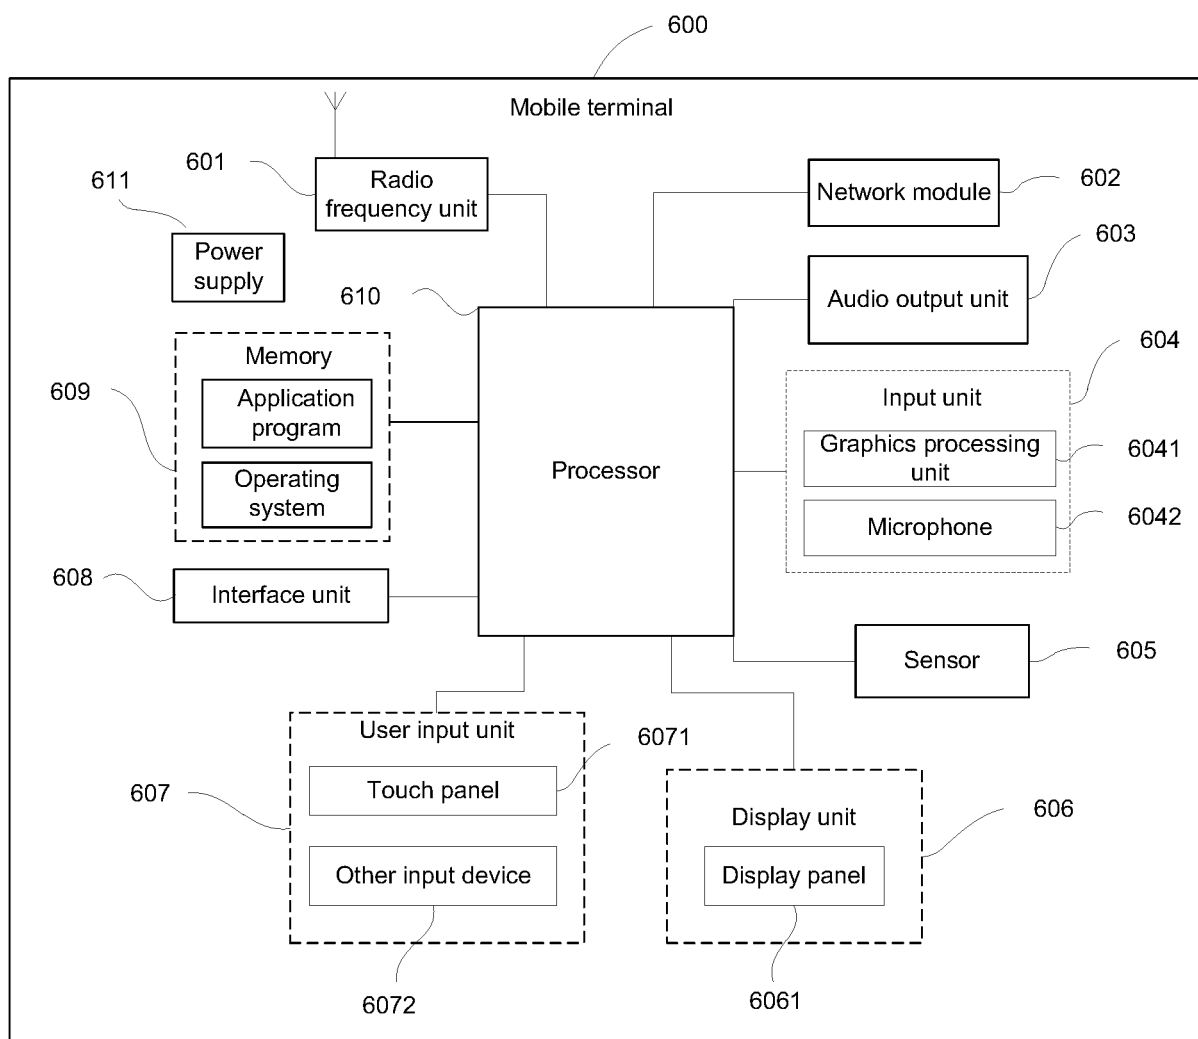 600
Mobile terminal
601
Radio
frequency unit
611
Power
supply
Network module
602
603
Audio output unit
610
Processor
604
Input unit
Graphics processing
unit
6041
Microphone
6042
Memory
609
Application
program
Operating
system
608
Interface unit
Sensor
605
User input unit
6071
607
Touch panel
Other input device
6072
Display unit
606
Display panel
6061